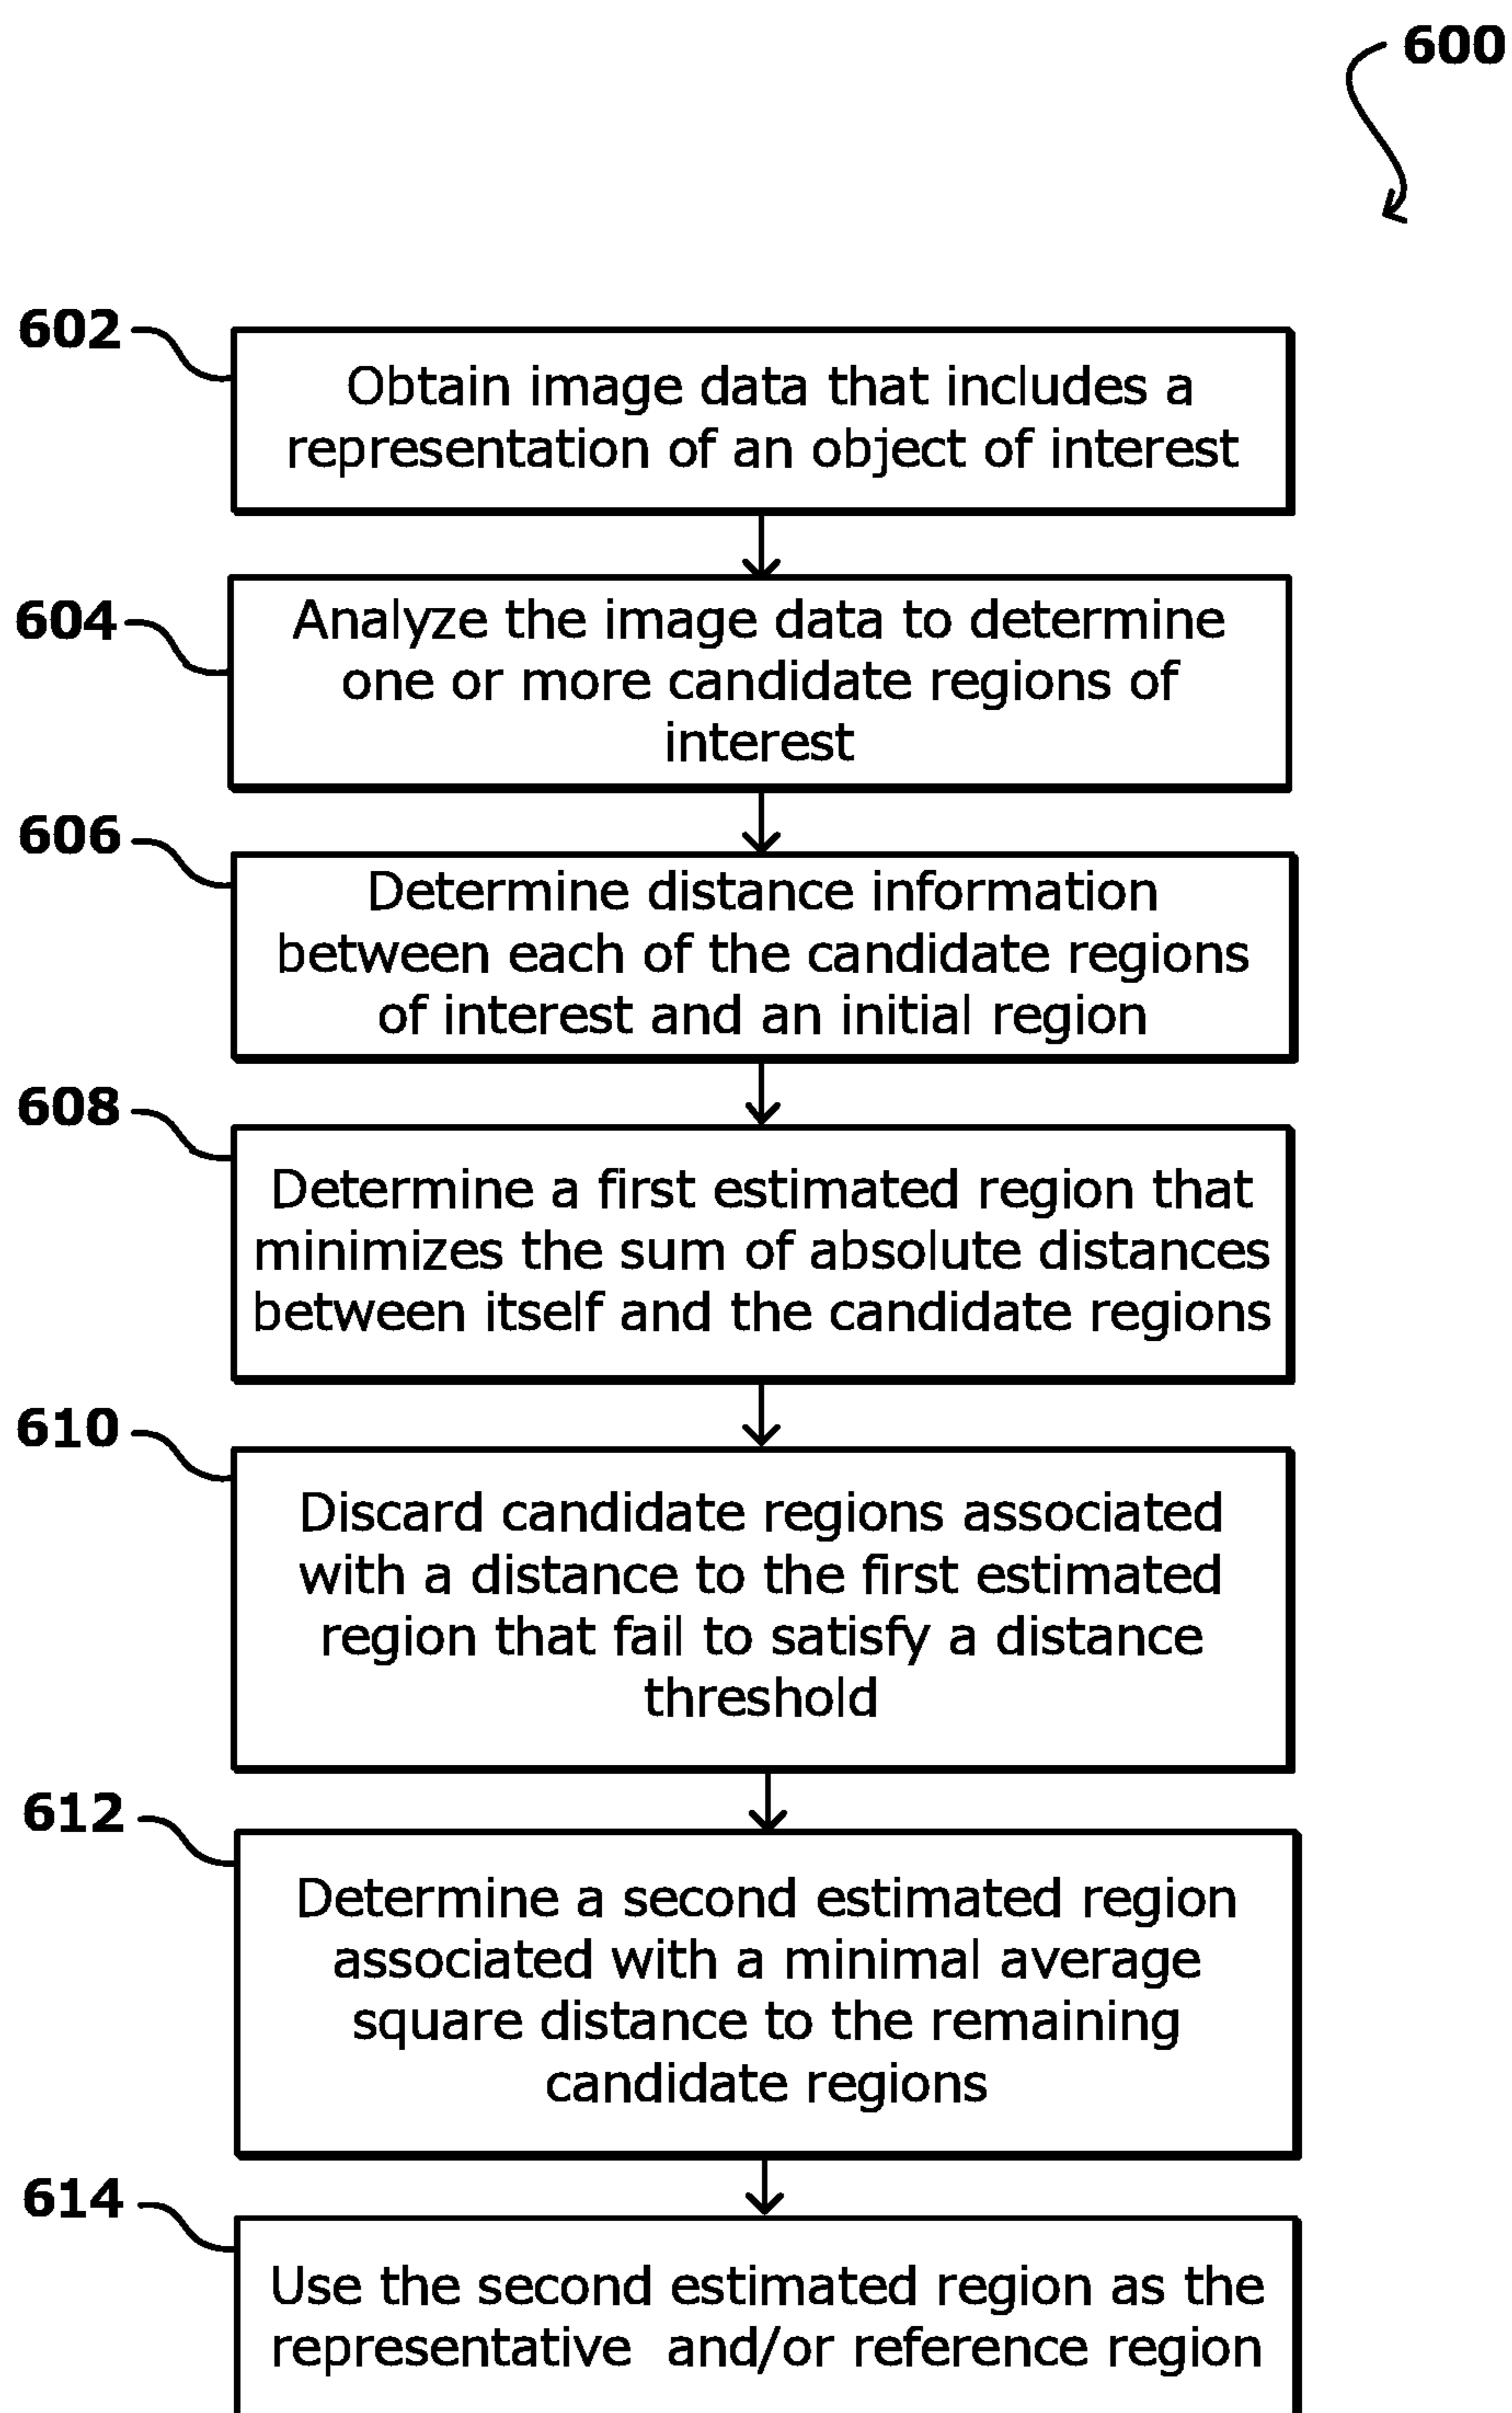 600
602
Obtain image data that includes a
representation of an object of interest
604
Analyze the image data to determine
one or more candidate regions of
interest
606
Determine distance information
between each of the candidate regions
of interest and an initial region
608
Determine a first estimated region that
minimizes the sum of absolute distances
between itself and the candidate regions
610
Discard candidate regions associated
with a distance to the first estimated
region that fail to satisfy a distance
threshold
612
Determine a second estimated region
associated with a minimal average
square distance to the remaining
candidate regions
614
Use the second estimated region as the
representative and/or reference region